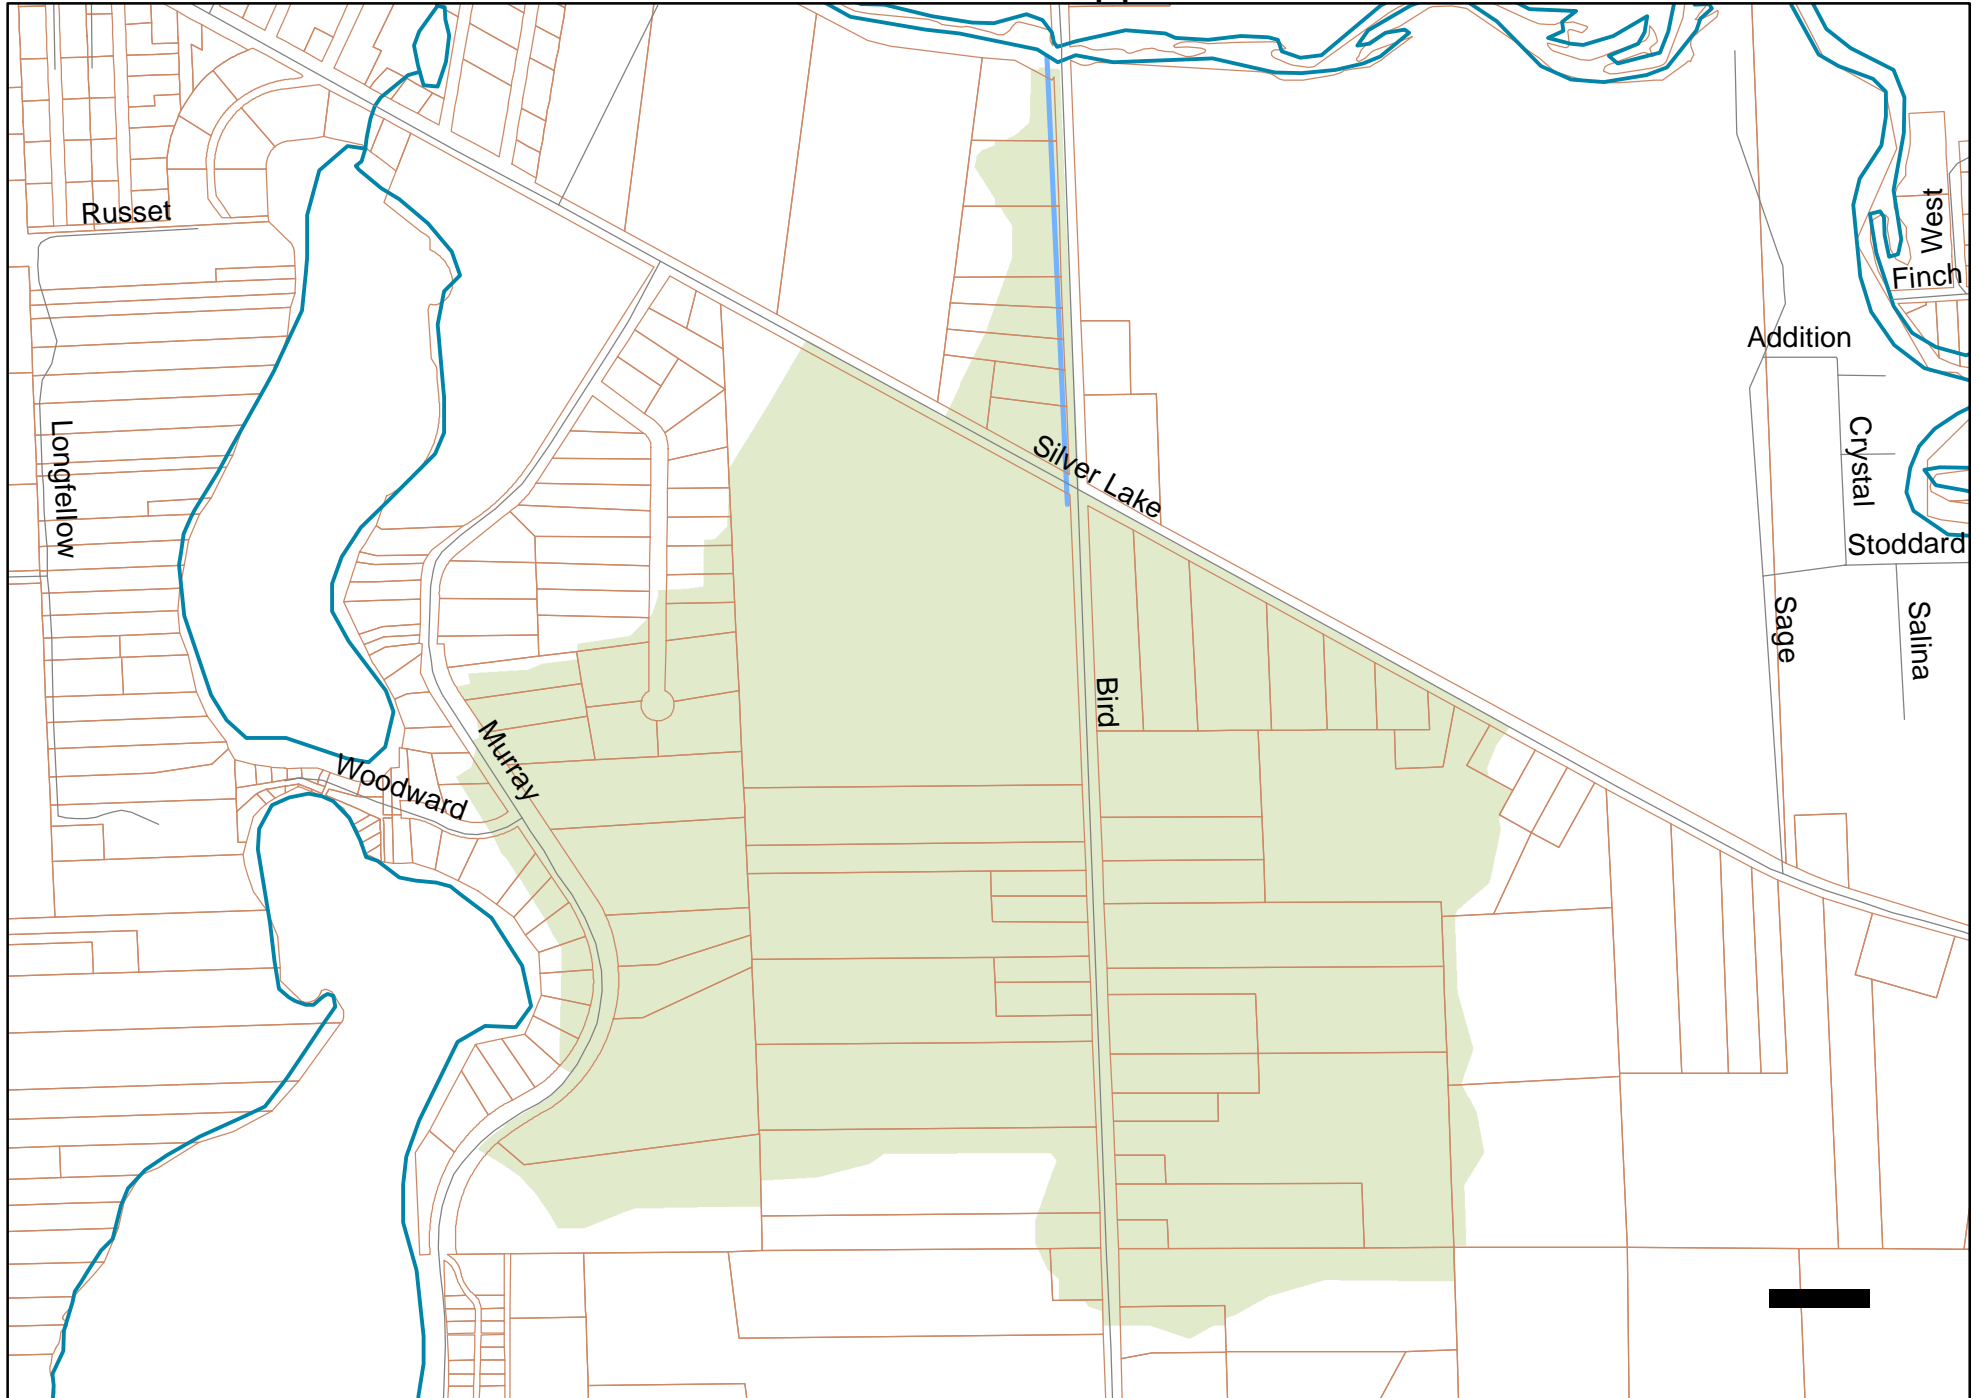 Russet
West
Finch
Addition
Longfellow
Crystal
Silver Lake
Stoddard
Sage
Salina
Bird
Murray
Woodward